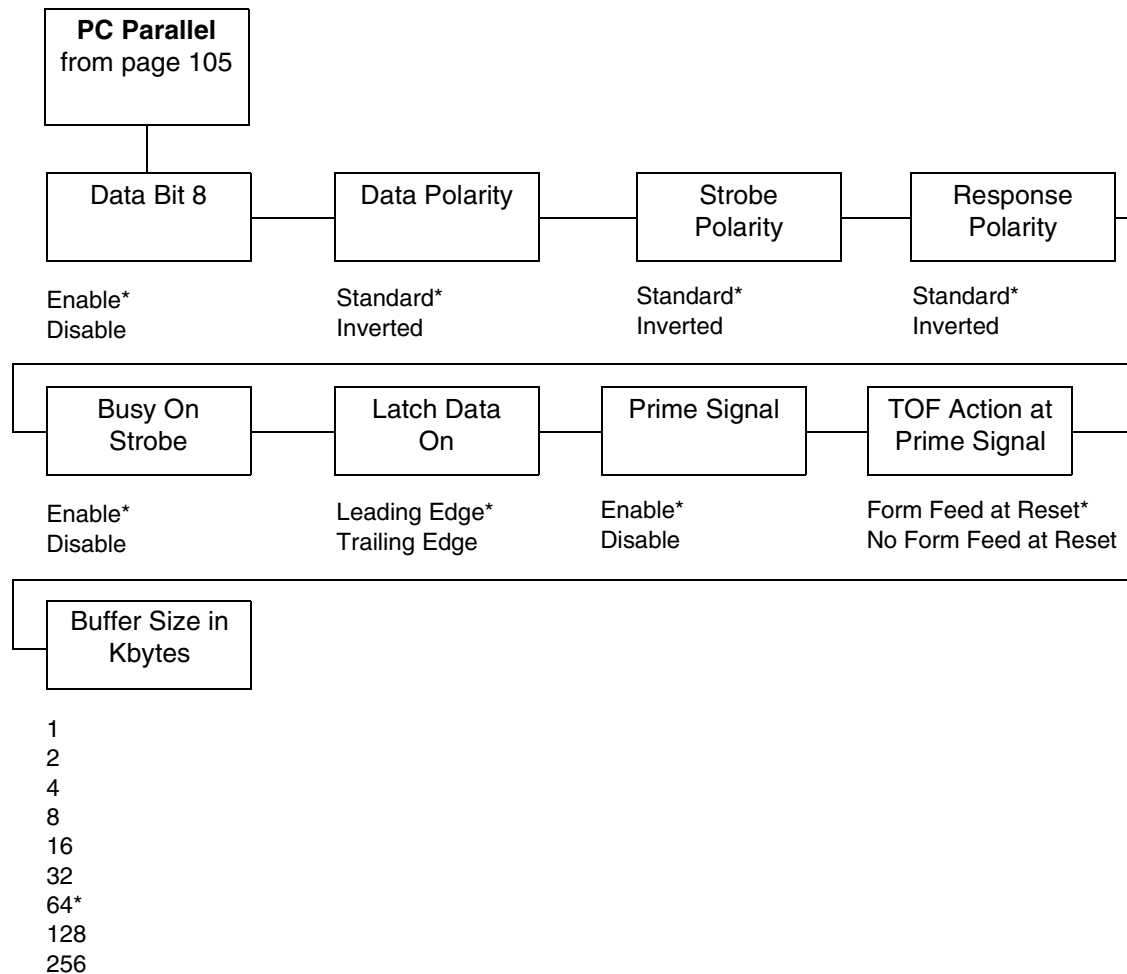 PC Parallel
from page 105
Data Bit 8
Enable*
Disable
Data Polarity
Standard*
Inverted
Strobe
Polarity
Standard*
Inverted
Response
Polarity
Standard*
Inverted
Busy On
Strobe
Enable*
Disable
Latch Data
On
Leading Edge*
Trailing Edge
Prime Signal
Enable*
Disable
TOF Action at
Prime Signal
Form Feed at Reset*
No Form Feed at Reset
Buffer Size in
Kbytes
1
2
4
8
16
32
64*
128
256